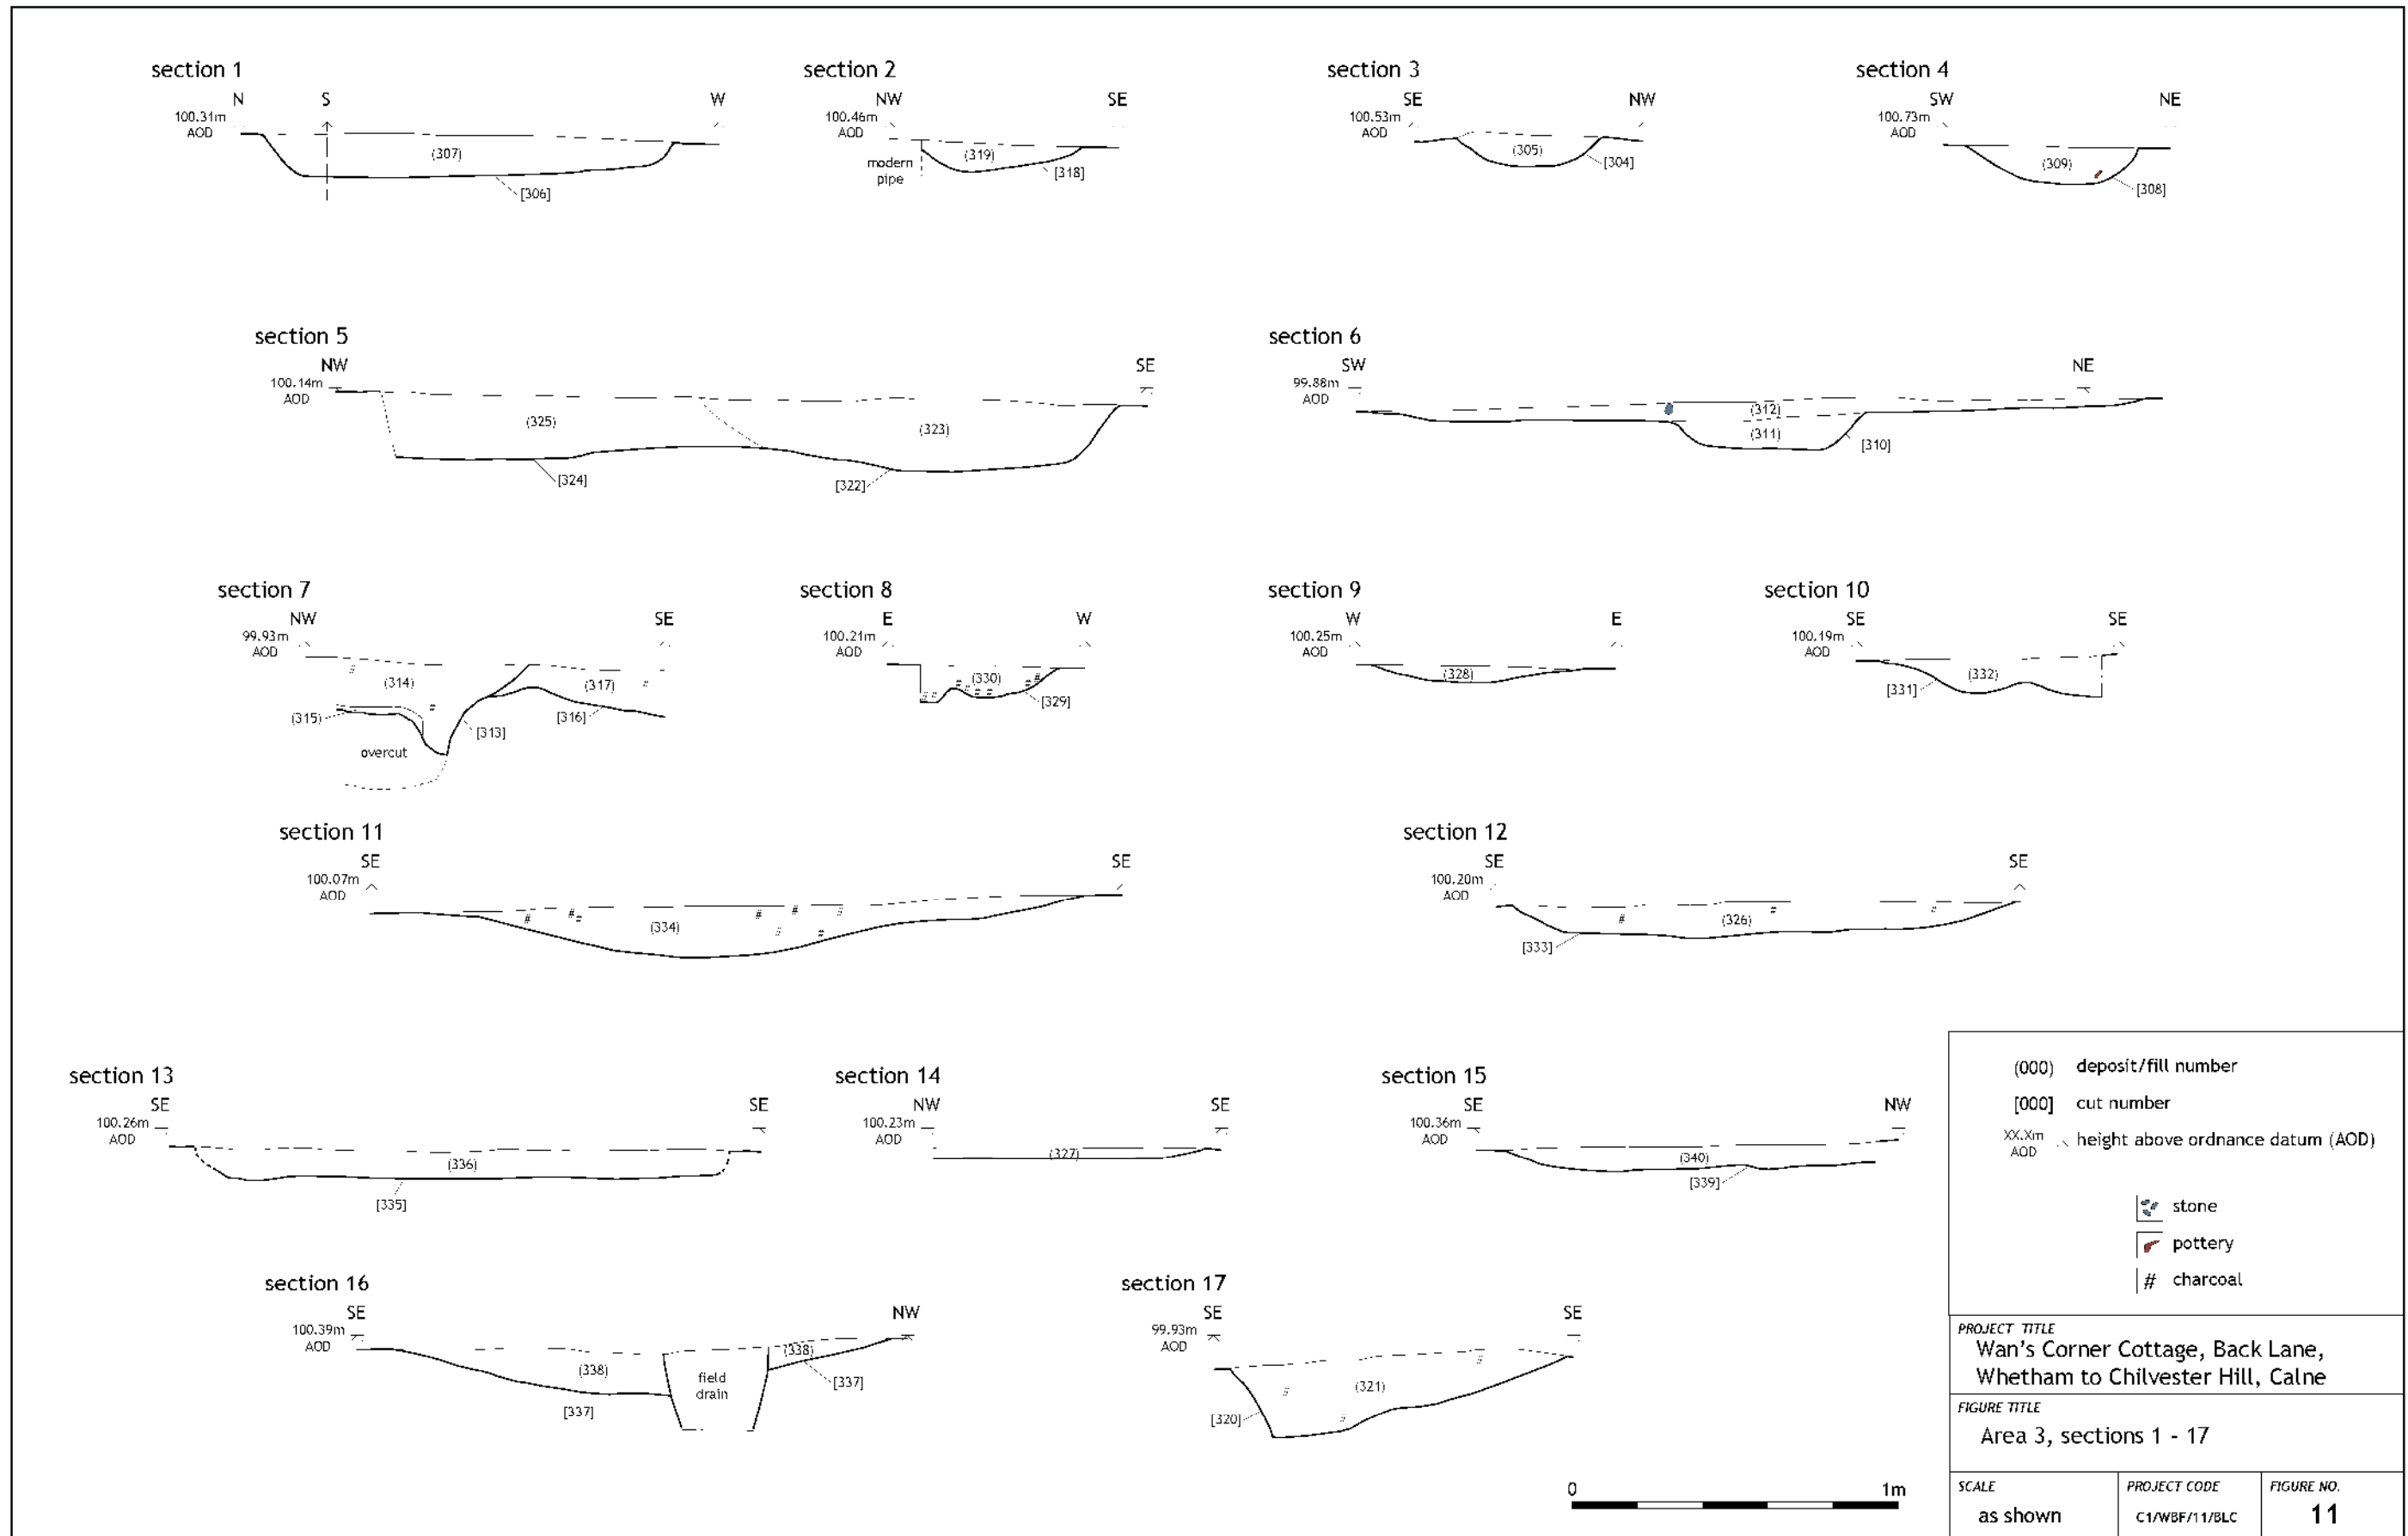 section 1
N S W
100.31m
AOD
(307)
[306]
section 2
NW SE
100.46m
AOD
(319)
modern
pipe
[318]
section 3
SE NW
100.53m
AOD
(305)
[304]
section 4
SW NE
100.73m
AOD
(309)
[308]
section 5
NW SE
100.14m
AOD
(325)
(323)
[324]
[322]
section 6
SW NE
99.88m
AOD
(312)
(311)
[310]
section 7
NW SE
99.93m
AOD
(314)
(317)
(315)
[316]
[313]
overcut
section 8
E W
100.21m
AOD
(330)
[329]
section 9
W E
100.25m
AOD
(328)
section 10
SE SE
100.19m
AOD
(332)
[331]
section 11
SE SE
100.07m
AOD
(334)
section 12
SE SE
100.20m
AOD
(326)
[333]
section 13
SE SE
100.26m
AOD
(336)
[335]
section 14
NW SE
100.23m
AOD
(327)
section 15
SE NW
100.36m
AOD
(340)
[339]
section 16
SE NW
100.39m
AOD
(338)
(338)
field
drain
[337]
[337]
section 17
SE SE
99.93m
AOD
(321)
[320]
0 1m
(000) deposit/fill number
[000] cut number
XX.Xm
AOD
height above ordnance datum (AOD)
stone
pottery
# charcoal
PROJECT TITLE
Wan's Corner Cottage, Back Lane,
Whetham to Chilvester Hill, Calne
FIGURE TITLE
Area 3, sections 1 - 17
SCALE
as shown
PROJECT CODE
C1/WBF/11/BLC
FIGURE NO.
11